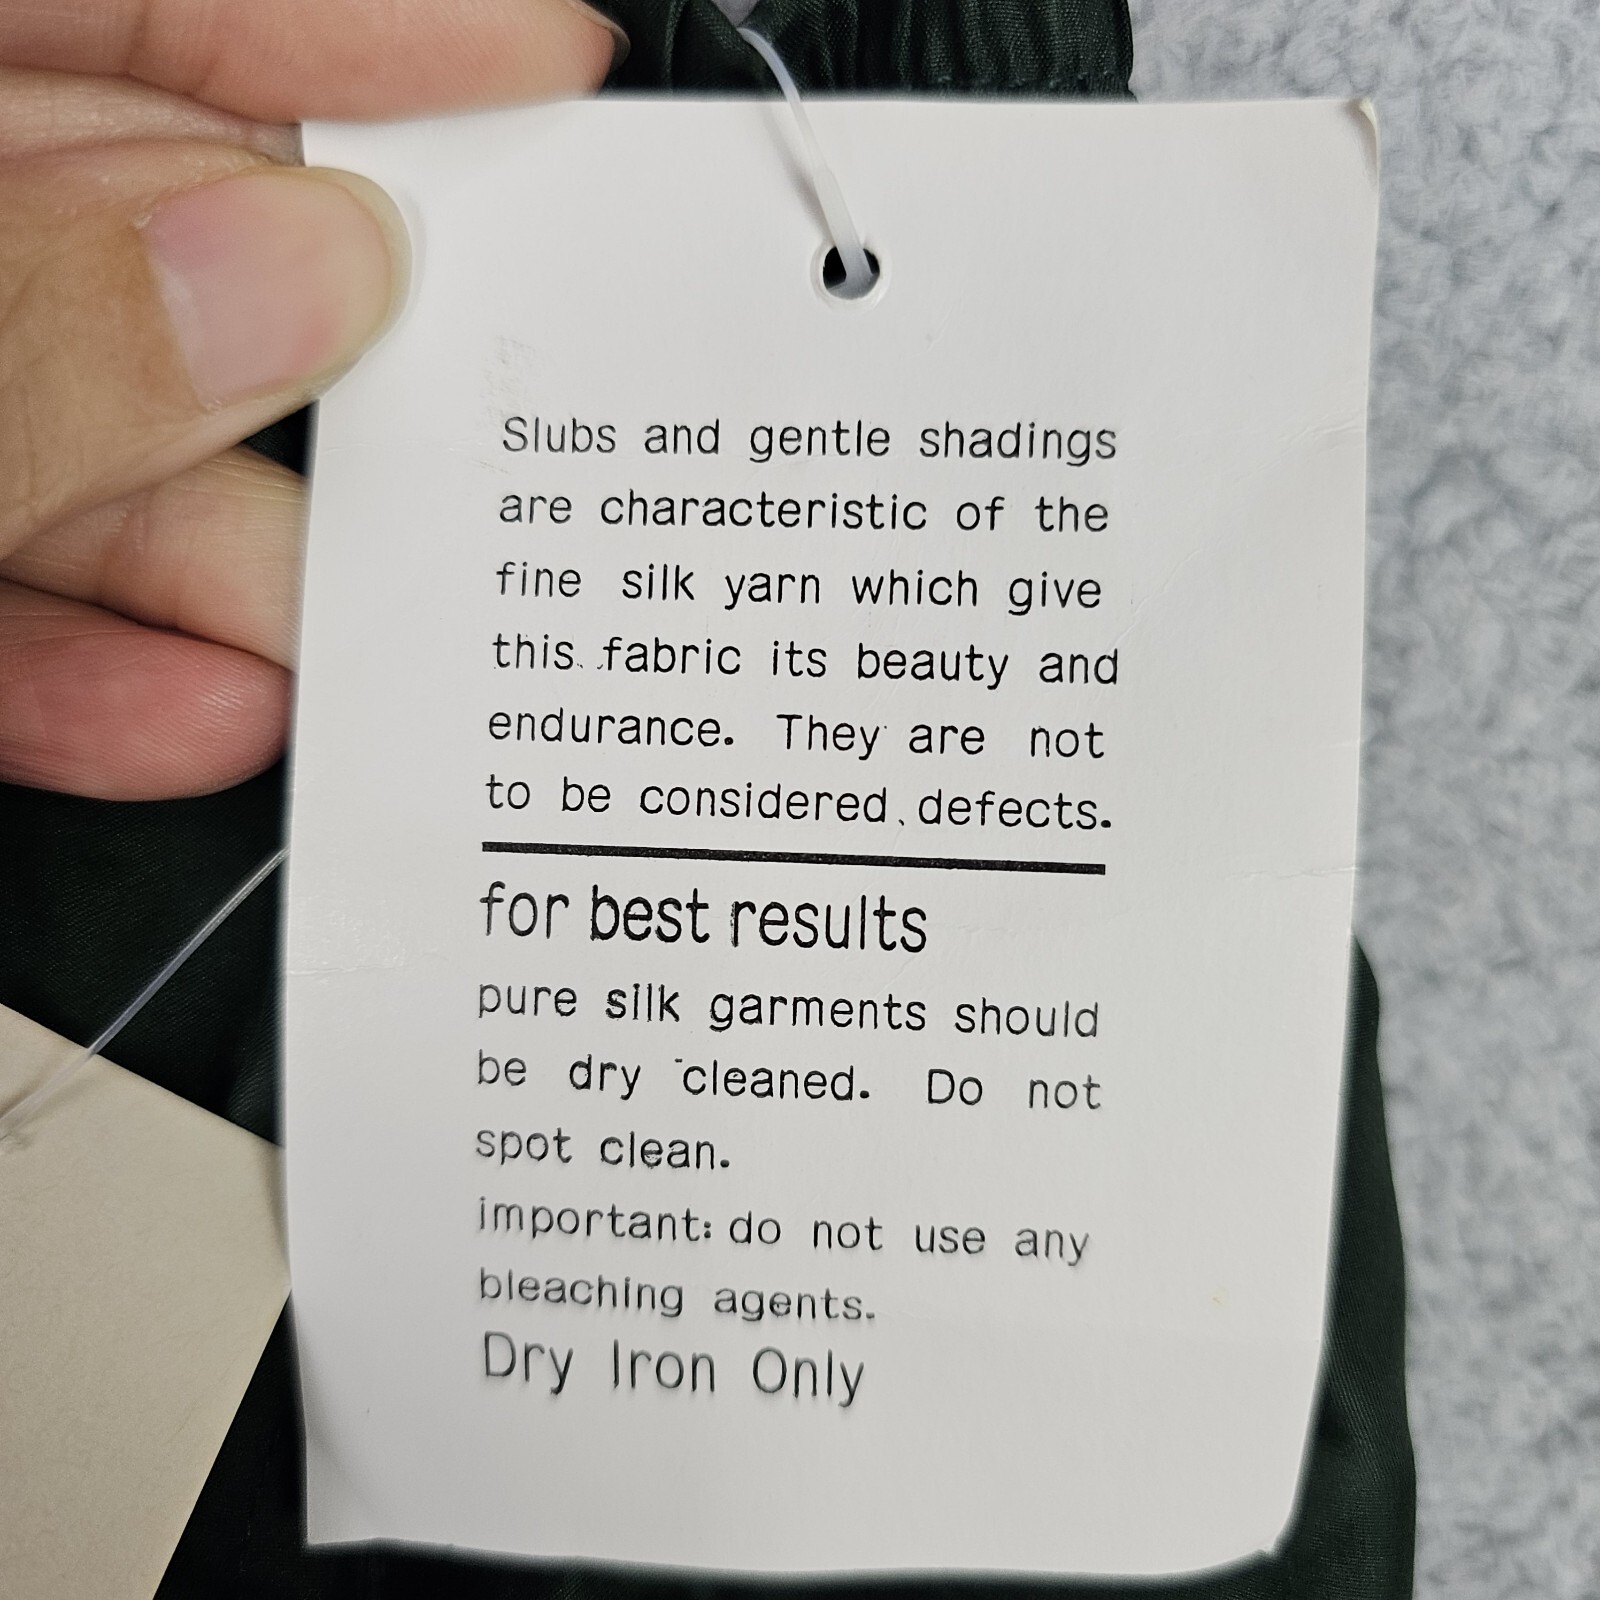 Slubs and gentle shadings
are characteristic of the
fine silk yarn which give
this fabric its beauty and
endurance. They are not
to be considered defects.
for best results
pure silk garments should
be dry cleaned. Do not
spot clean.
important: do not use any
bleaching agents.
Dry Iron Only